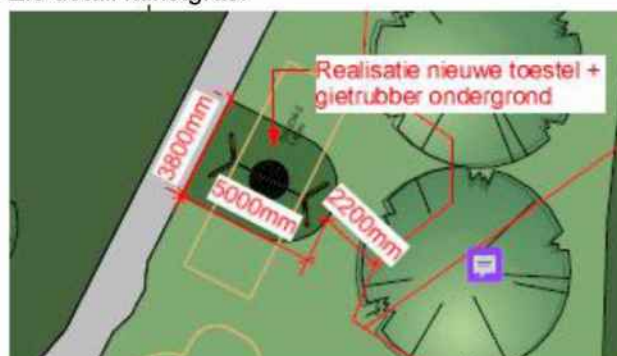 Realisatie nieuwe toestel +
gietrubber ondergrond
3800mm
5000mm
2200mm